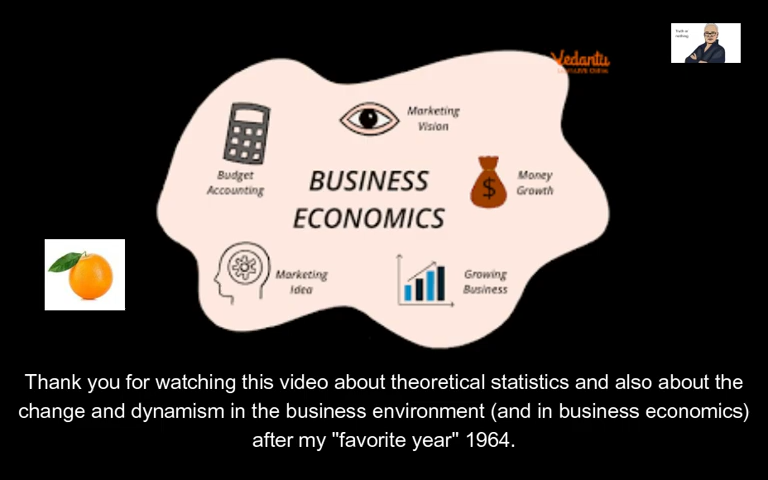 Vedantu
Marketing
Vision
Budget
Accounting
BUSINESS
ECONOMICS
Money
Growth
Marketing
Idea
Growing
Business
Thank you for watching this video about theoretical statistics and also about the
change and dynamism in the business environment (and in business economics)
after my "favorite year" 1964.